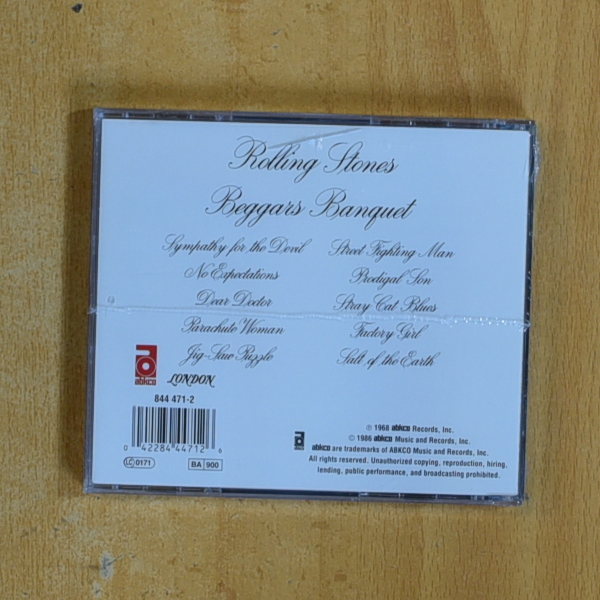 Rolling Stones
Beggars Banquet
Sympathy for the Devil
No Expectations
Dear Doctor
Parachute Woman
Jig-Saw Puzzle
Street Fighting Man
Prodigal Son
Stray Cat Blues
Factory Girl
Salt of the Earth
abkco
LONDON
844 471-2
0 42284 44712 6
LC 0171
BA 900
℗ 1968 abkco Records, Inc.
© 1986 abkco Music and Records, Inc.
abkco are trademarks of ABKCO Music and Records, Inc.
All rights reserved. Unauthorized copying, reproduction, hiring,
lending, public performance, and broadcasting prohibited.